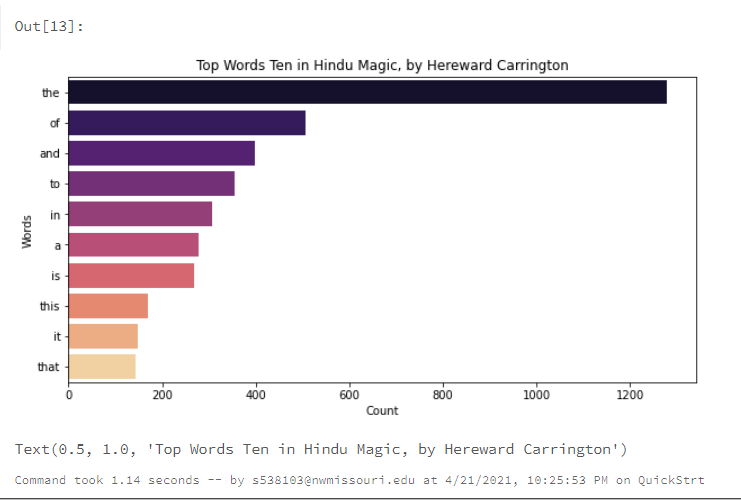 Out[13]:
Top Words Ten in Hindu Magic, by Hereward Carrington
the
of
and
to
in
a
is
this
it
that
Words
0 200 400 600 800 1000 1200
Count
Text(0.5, 1.0, 'Top Words Ten in Hindu Magic, by Hereward Carrington')
Command took 1.14 seconds -- by s538103@nwmissouri.edu at 4/21/2021, 10:25:53 PM on QuickStrt